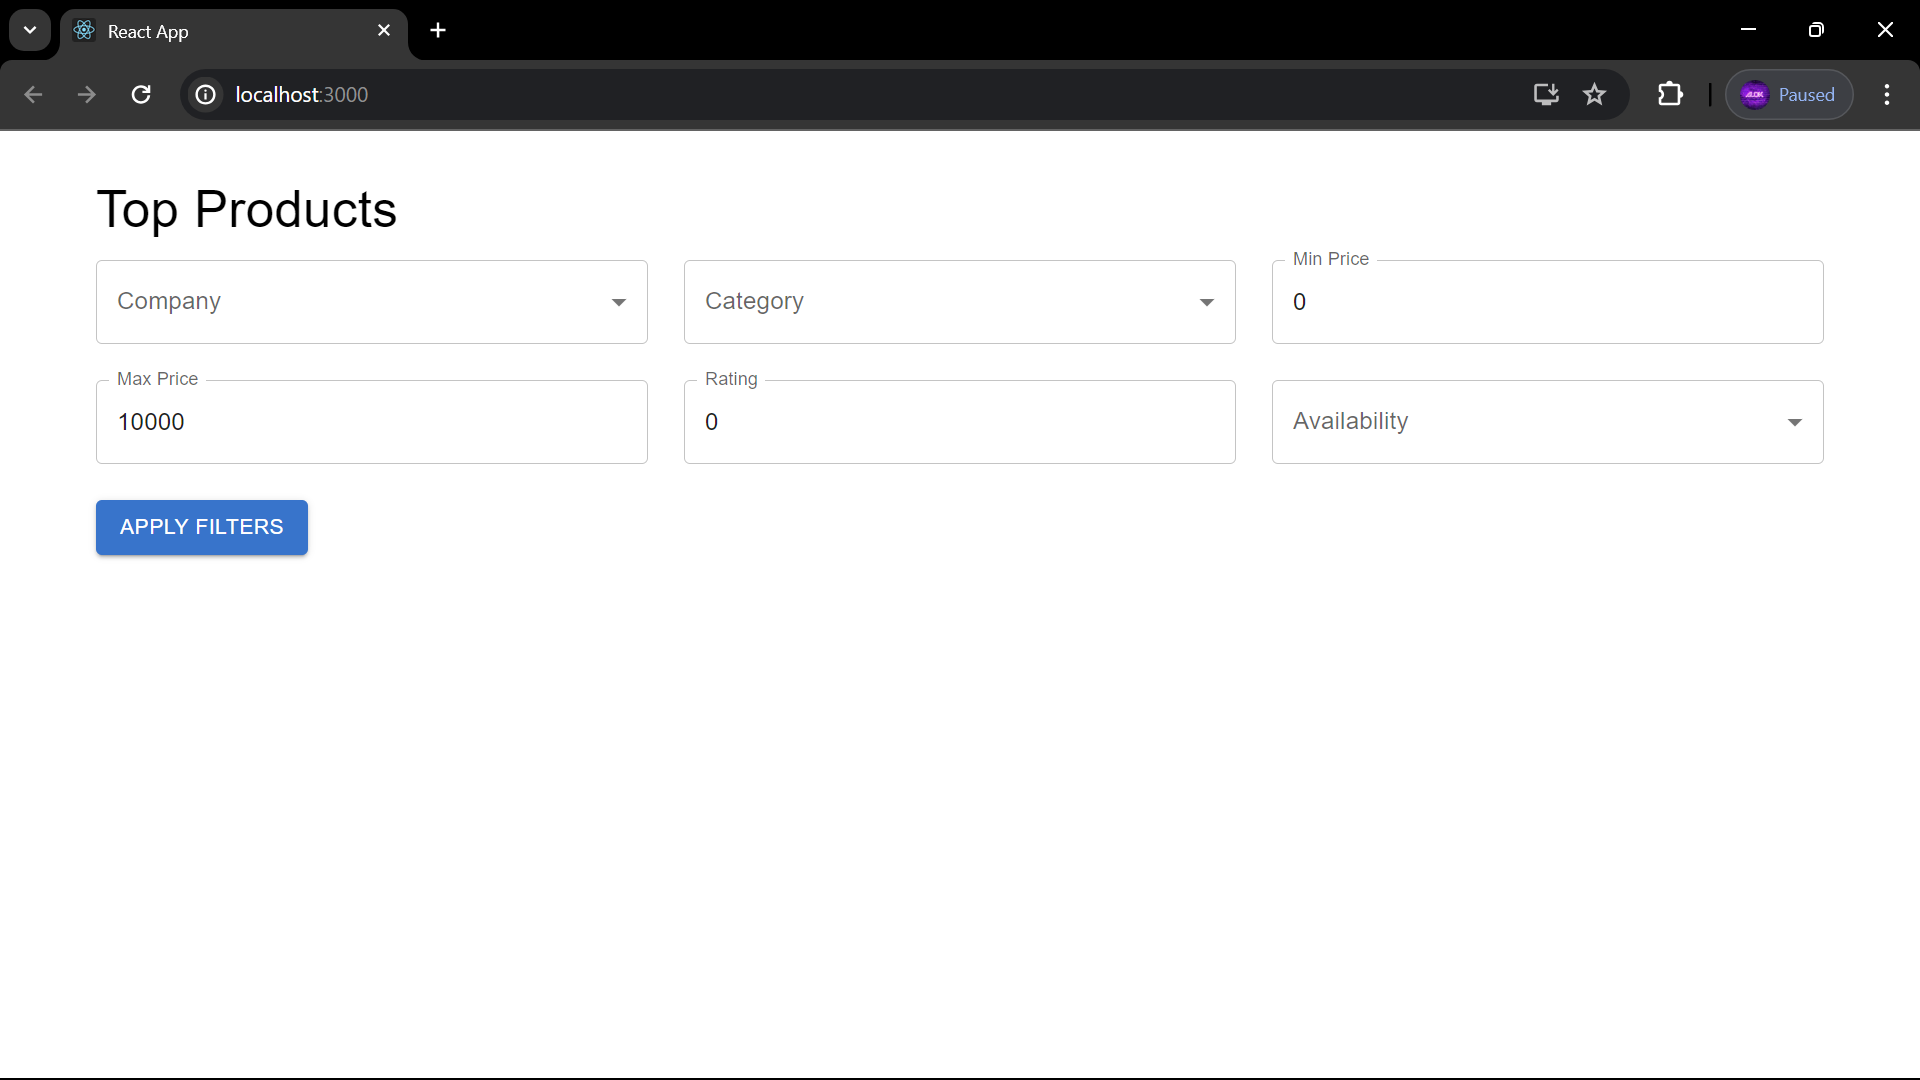 React App
localhost:3000
Paused
Top Products
Company
Category
Min Price
0
Max Price
10000
Rating
0
Availability
APPLY FILTERS